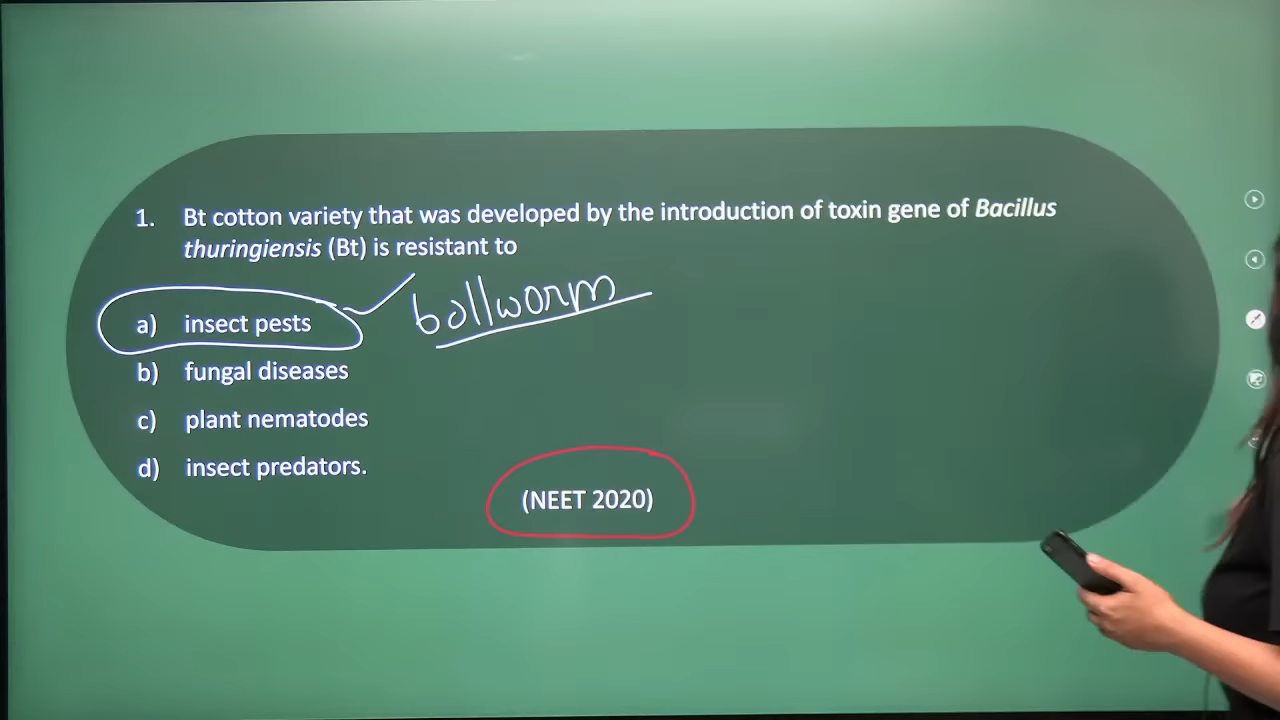 1. Bt cotton variety that was developed by the introduction of toxin gene of Bacillus
thuringiensis (Bt) is resistant to
a) insect pests
bollworm
b) fungal diseases
c) plant nematodes
d) insect predators.
(NEET 2020)